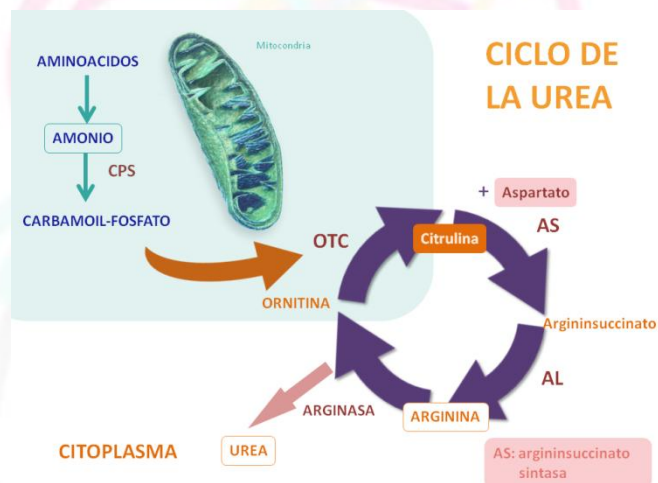 CICLO DE
LA UREA
Mitocondria
AMINOACIDOS
AMONIO
CPS
CARBAMOIL-FOSFATO
+ Aspartato
OTC
Citrulina
AS
ORNITINA
Argininsuccinato
AL
ARGINASA
ARGININA
CITOPLASMA
UREA
AS: argininsuccinato
sintasa